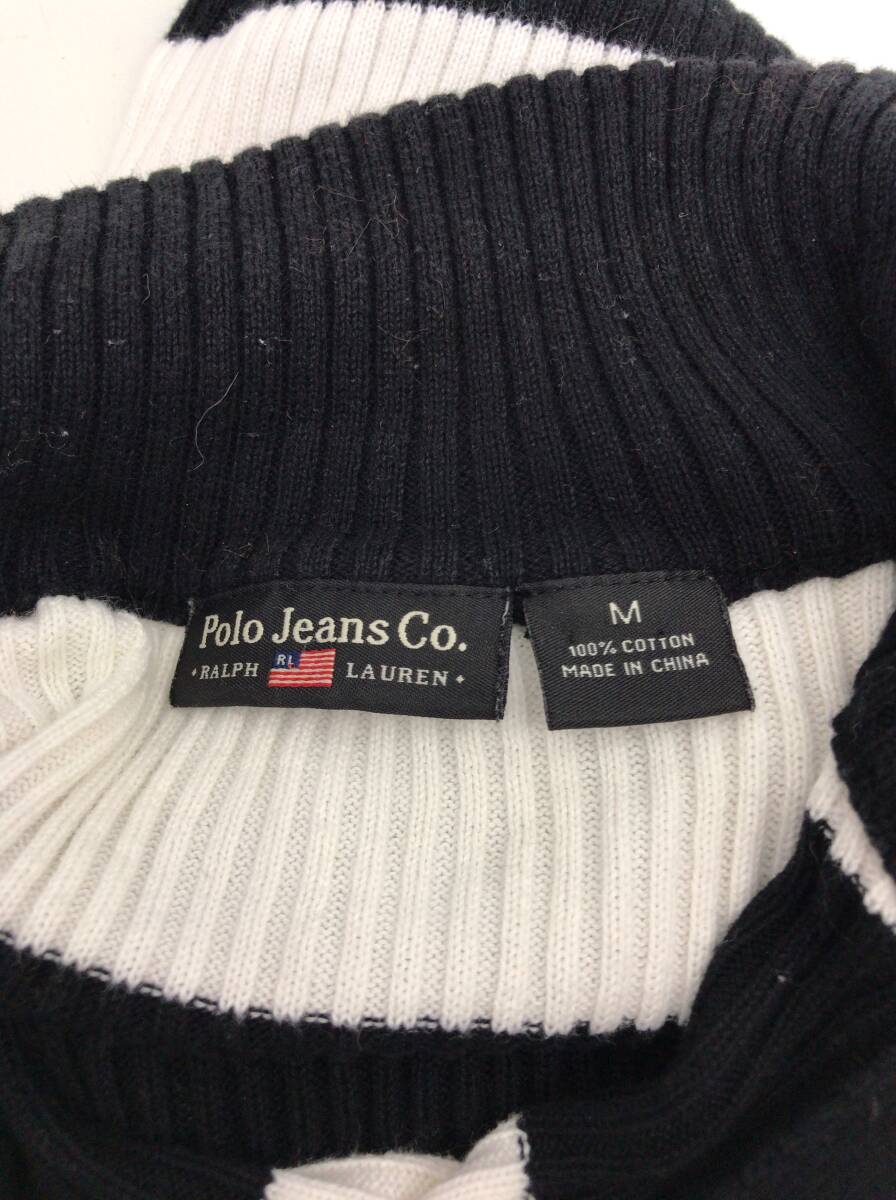 Polo Jeans Co.
•RALPH RL LAUREN•
M
100% COTTON
MADE IN CHINA